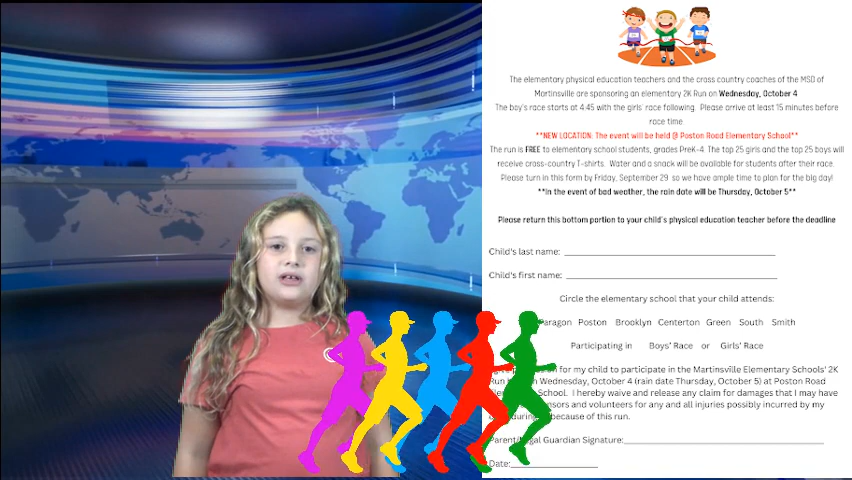 The elementary physical education teachers and the cross country coaches of the MSD of
Martinsville are sponsoring an elementary 2K Run on Wednesday, October 4
The boy's race starts at 4:45 with the girls' race following. Please arrive at least 15 minutes before
race time.
**NEW LOCATION: The event will be held @ Poston Road Elementary School**
The run is FREE to elementary school students, grades PreK-4. The top 25 girls and the top 25 boys will
receive cross-country T-shirts. Water and a snack will be available for students after their race.
Please turn in this form by Friday, September 29 so we have ample time to plan for the big day!
**In the event of bad weather, the rain date will be Thursday, October 5**
Please return this bottom portion to your child's physical education teacher before the deadline
Child's last name:
Child's first name:
Circle the elementary school that your child attends:
Paragon Poston Brooklyn Centerton Green South Smith
Participating in Boys' Race or Girls' Race
for my child to participate in the Martinsville Elementary Schools' 2K
Run on Wednesday, October 4 (rain date Thursday, October 5) at Poston Road
School. I hereby waive and release any claim for damages that I may have
and volunteers for any and all injuries possibly incurred by my
because of this run.
Parent/Legal Guardian Signature:
Date: